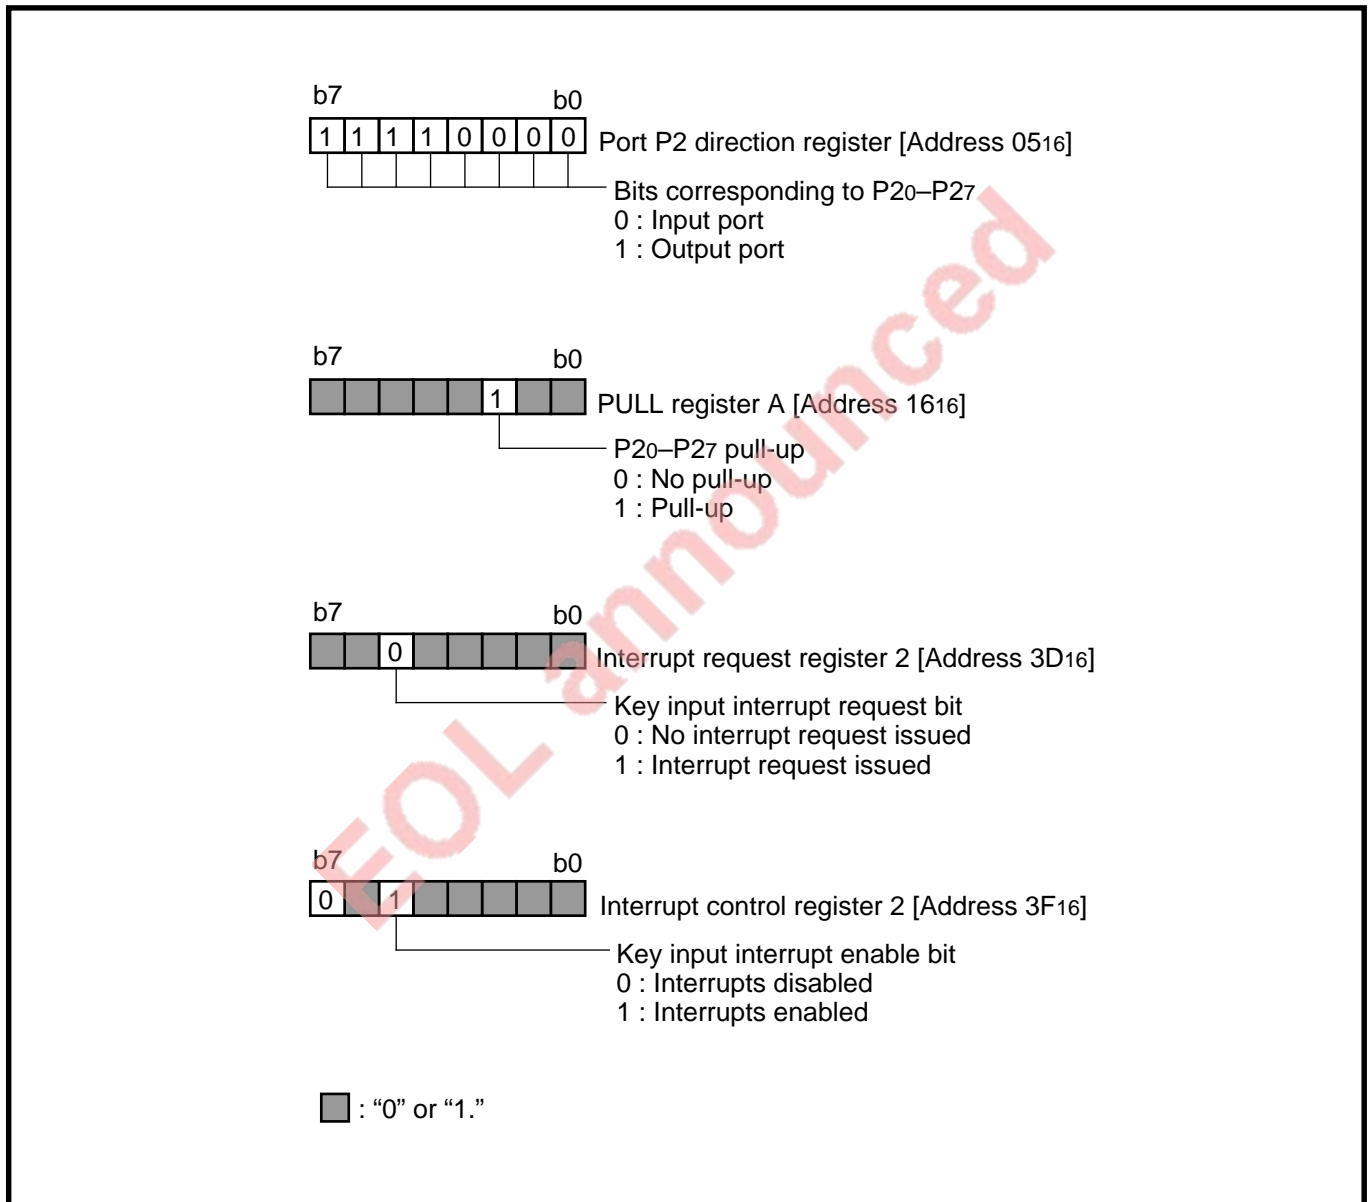 b7 b0
1 1 1 1 0 0 0 0 Port P2 direction register [Address 0516]
Bits corresponding to P20–P27
0 : Input port
1 : Output port
b7 b0
1 PULL register A [Address 1616]
P20–P27 pull-up
0 : No pull-up
1 : Pull-up
b7 b0
0 Interrupt request register 2 [Address 3D16]
Key input interrupt request bit
0 : No interrupt request issued
1 : Interrupt request issued
b7 b0
0 1 Interrupt control register 2 [Address 3F16]
Key input interrupt enable bit
0 : Interrupts disabled
1 : Interrupts enabled
: “0” or “1.”
EOL announced